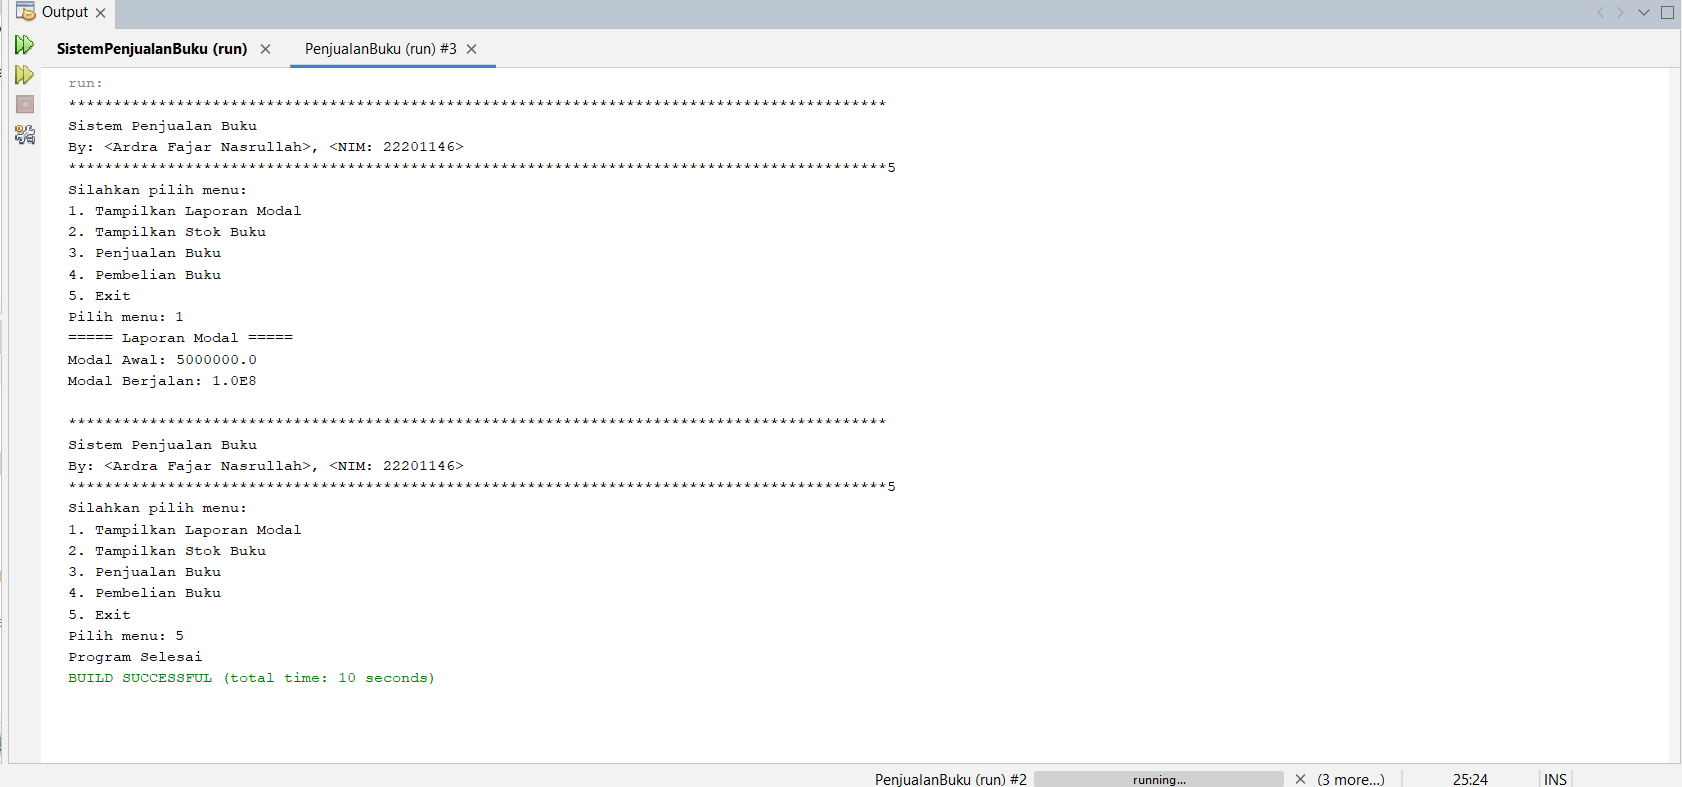 Output
SistemPenjualanBuku (run) PenjualanBuku (run) #3
run:
*******************************************************************************************
Sistem Penjualan Buku
By: <Ardra Fajar Nasrullah>, <NIM: 22201146>
*******************************************************************************************5
Silahkan pilih menu:
1. Tampilkan Laporan Modal
2. Tampilkan Stok Buku
3. Penjualan Buku
4. Pembelian Buku
5. Exit
Pilih menu: 1
===== Laporan Modal =====
Modal Awal: 5000000.0
Modal Berjalan: 1.0E8
*******************************************************************************************
Sistem Penjualan Buku
By: <Ardra Fajar Nasrullah>, <NIM: 22201146>
*******************************************************************************************5
Silahkan pilih menu:
1. Tampilkan Laporan Modal
2. Tampilkan Stok Buku
3. Penjualan Buku
4. Pembelian Buku
5. Exit
Pilih menu: 5
Program Selesai
BUILD SUCCESSFUL (total time: 10 seconds)
PenjualanBuku (run) #2 running... (3 more...) 25:24 INS